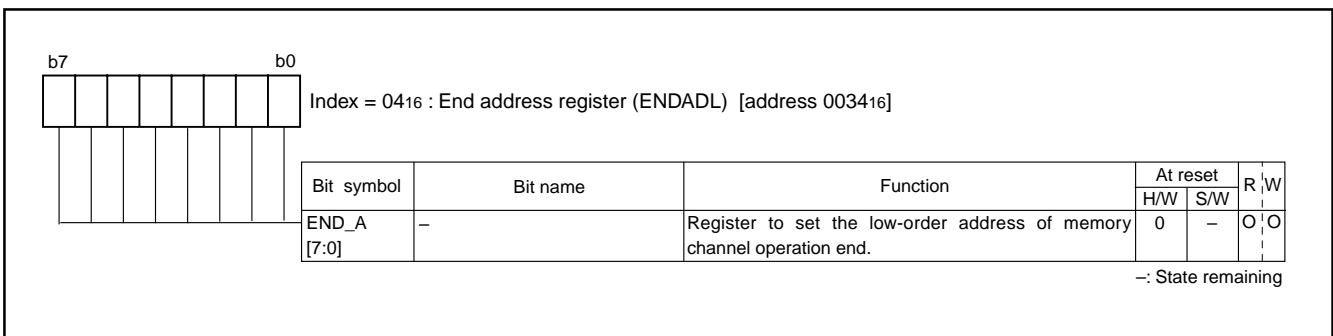 b7 b0
Index = 0416 : End address register (ENDADL) [address 003416]
Bit symbol Bit name Function At reset R W
H/W S/W
END_A – Register to set the low-order address of memory 0 – O O
[7:0] channel operation end.
–: State remaining